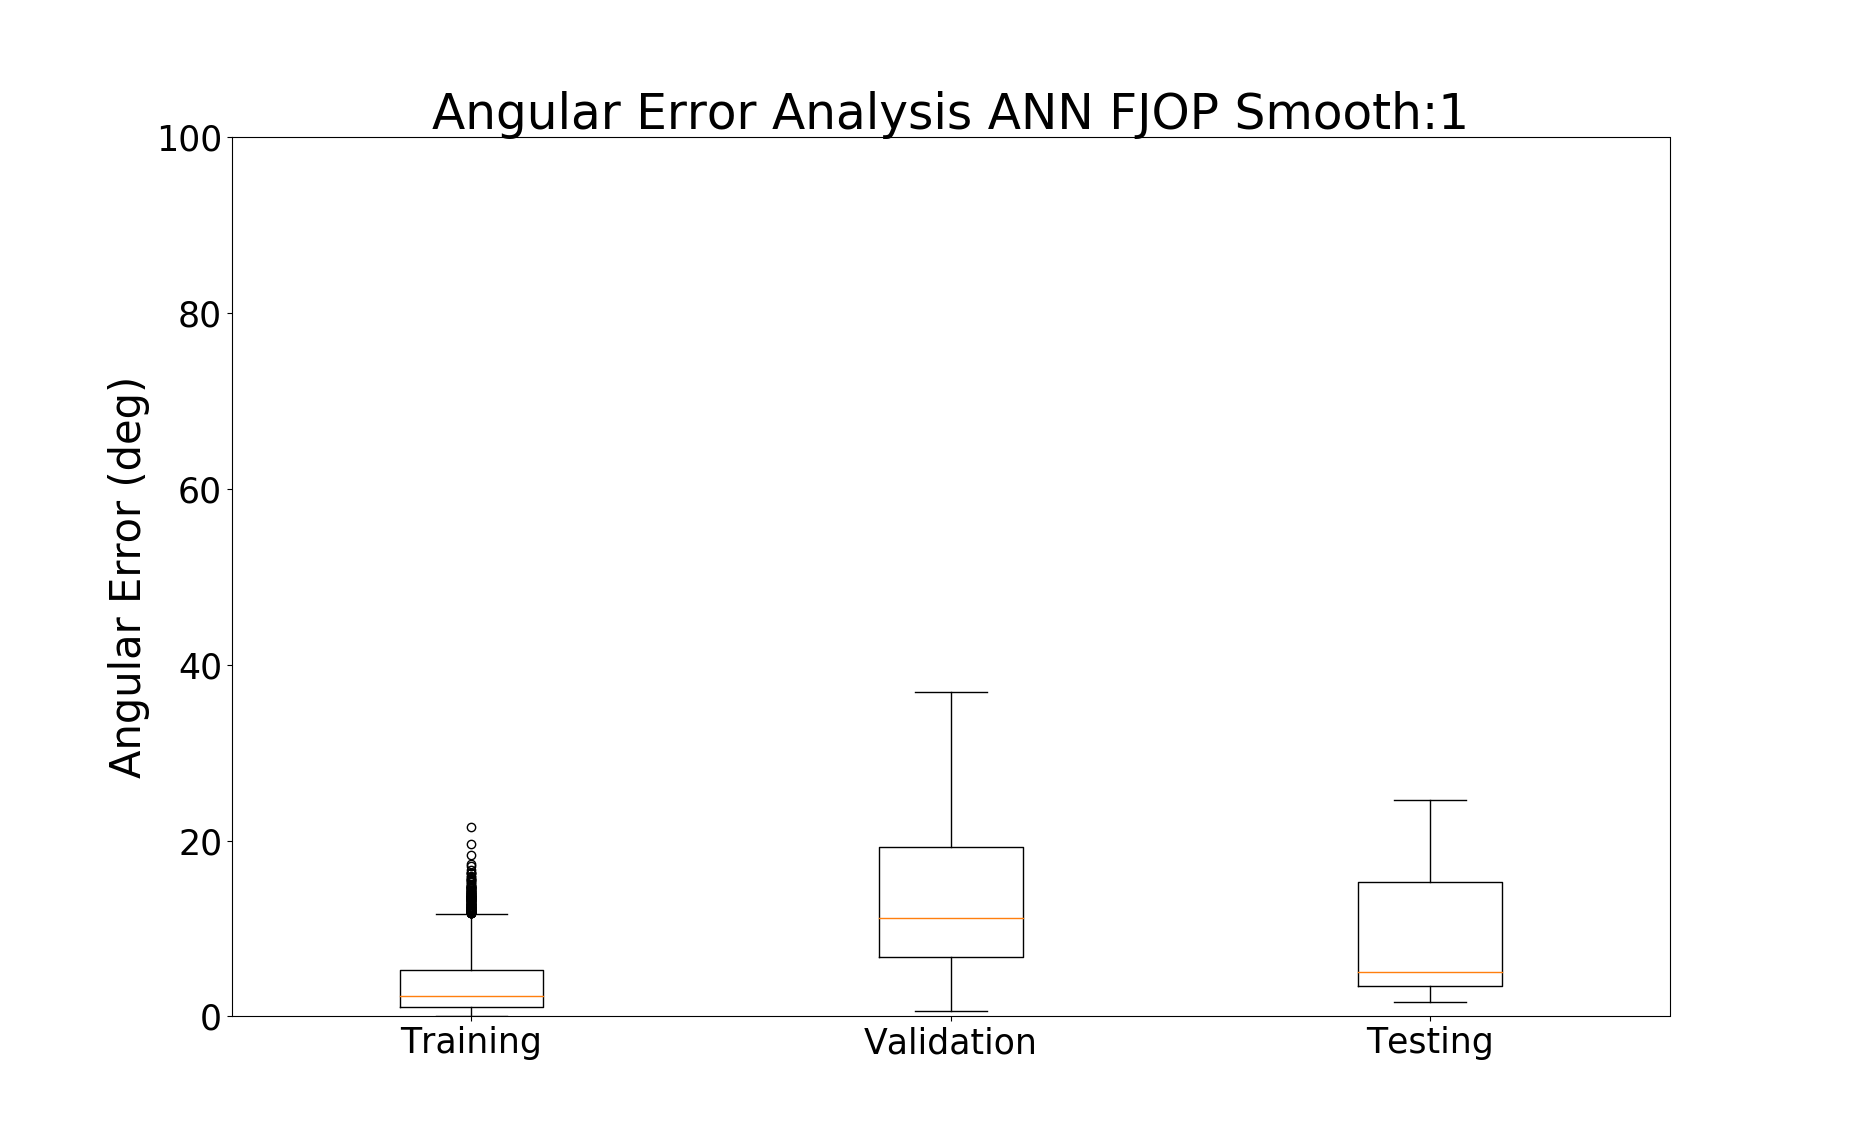 Angular Error Analysis ANN FJOP Smooth:1
100
80
60
40
20
0
Angular Error (deg)
Training
Validation
Testing